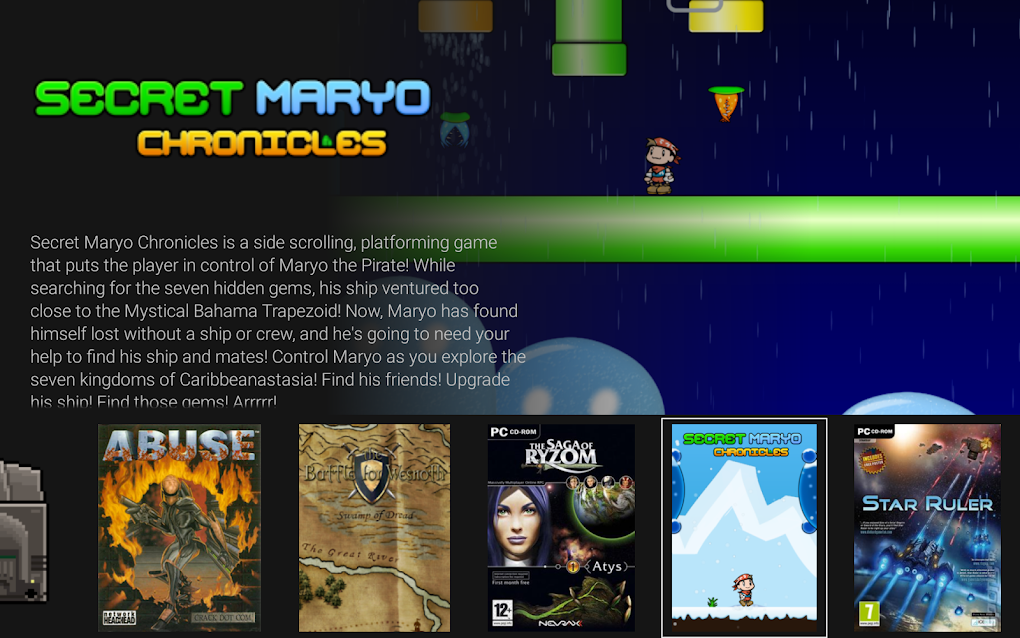 SECRET MARYO
CHRONICLES
Secret Maryo Chronicles is a side scrolling, platforming game
that puts the player in control of Maryo the Pirate! While
searching for the seven hidden gems, his ship ventured too
close to the Mystical Bahama Trapezoid! Now, Maryo has found
himself lost without a ship or crew, and he's going to need your
help to find his ship and mates! Control Maryo as you explore the
seven kingdoms of Caribbeanastasia! Find his friends! Upgrade
his ship! Find those gems! Arrrr!
ABUSE
CRACK DOT COM
The
Battle for Wesnoth
Swamp of Dread
The Great River
PC CD-ROM
THE SAGA OF
RYZOM
Atys
First month free
12+
NEVRAX
SECRET MARYO
CHRONICLES
PC CD-ROM
INCLUDES
STAR RULER
7